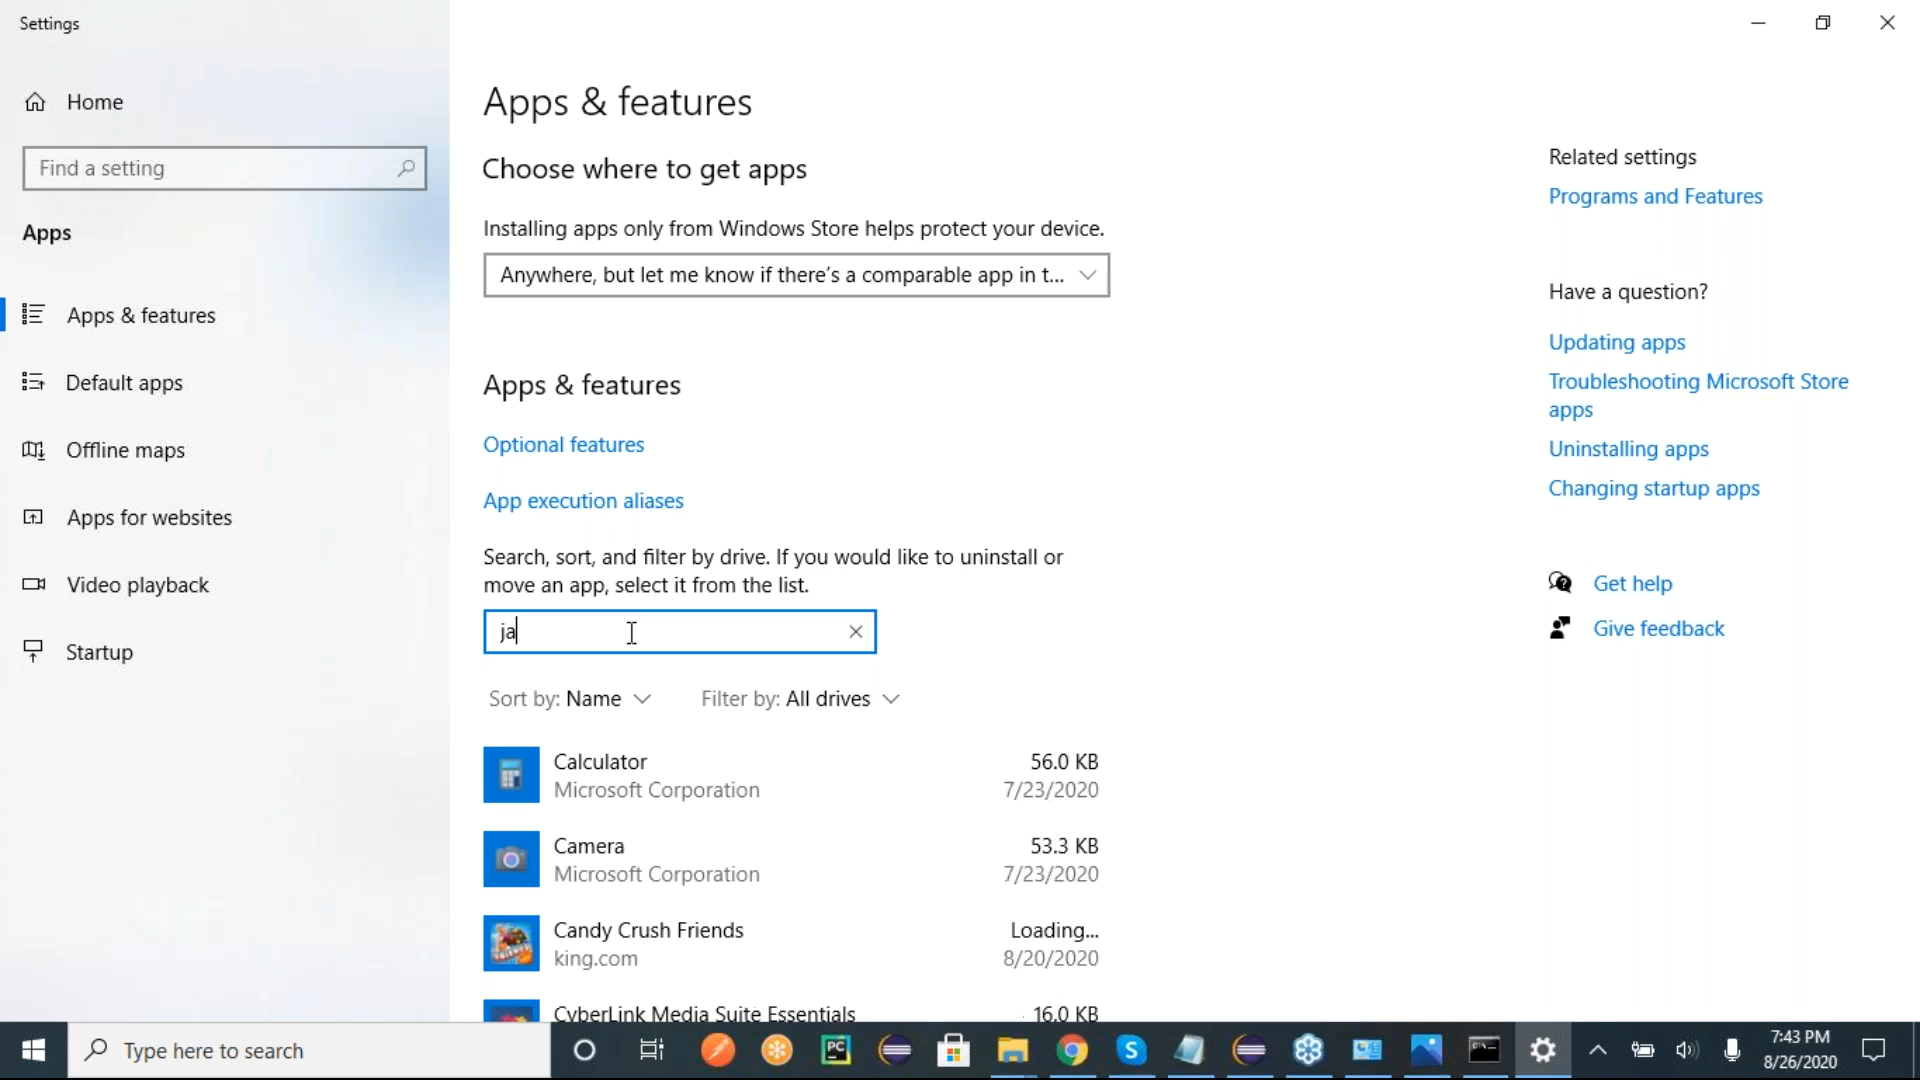 Settings
Home
Find a setting
Apps
Apps & features
Default apps
Offline maps
Apps for websites
Video playback
Startup
Apps & features
Choose where to get apps
Installing apps only from Windows Store helps protect your device.
Anywhere, but let me know if there's a comparable app in t...
Apps & features
Optional features
App execution aliases
Search, sort, and filter by drive. If you would like to uninstall or
move an app, select it from the list.
ja
Sort by: Name
Filter by: All drives
Calculator 56.0 KB
Microsoft Corporation 7/23/2020
Camera 53.3 KB
Microsoft Corporation 7/23/2020
Candy Crush Friends Loading...
king.com 8/20/2020
CyberLink Media Suite Essentials 16.0 KB
Related settings
Programs and Features
Have a question?
Updating apps
Troubleshooting Microsoft Store
apps
Uninstalling apps
Changing startup apps
Get help
Give feedback
Type here to search
PC
S
7:43 PM
8/26/2020